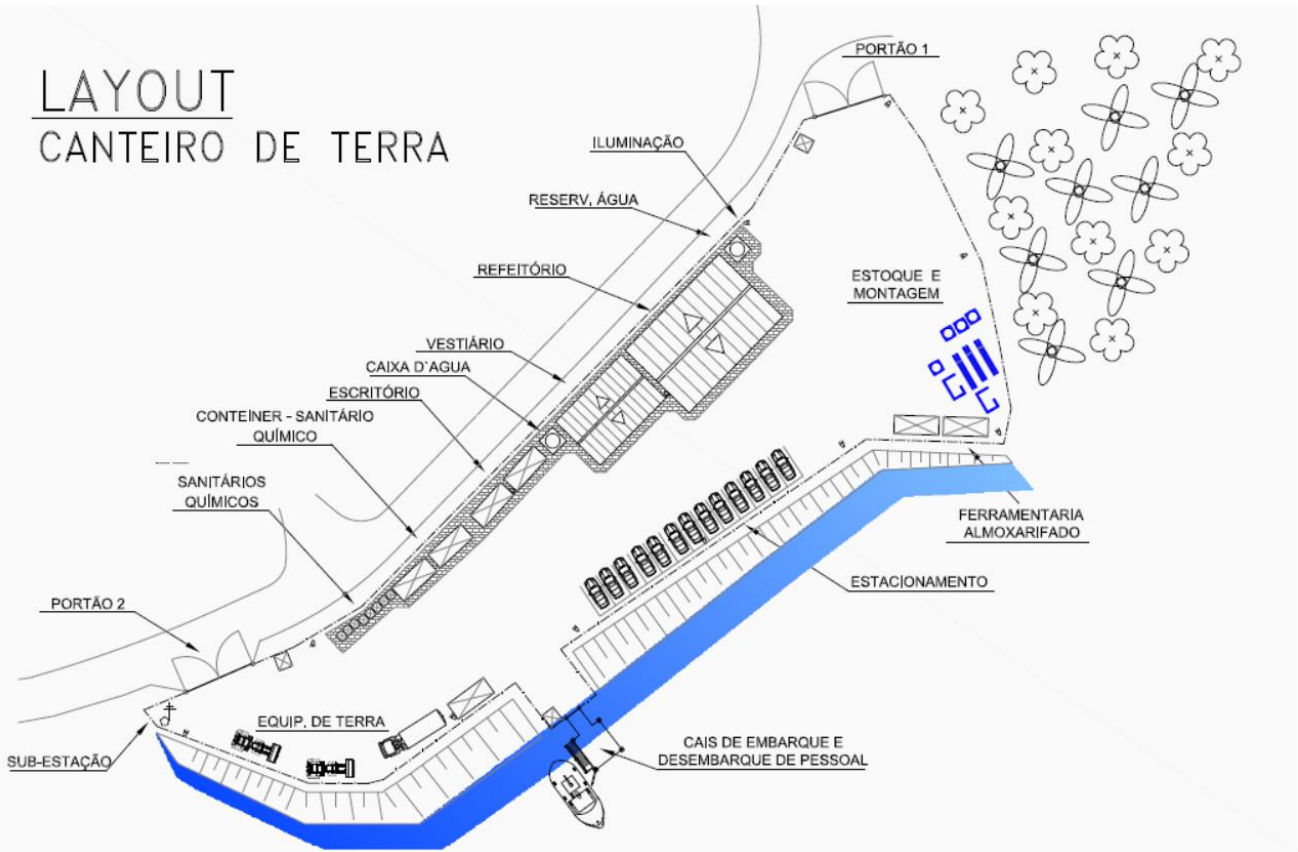 LAYOUT
CANTEIRO DE TERRA
PORTÃO 1
ILUMINAÇÃO
RESERV, ÁGUA
REFEITÓRIO
ESTOQUE E
MONTAGEM
VESTIÁRIO
CAIXA D`AGUA
ESCRITÓRIO
CONTEINER - SANITÁRIO
QUÍMICO
SANITÁRIOS
QUÍMICOS
FERRAMENTARIA
ALMOXARIFADO
ESTACIONAMENTO
PORTÃO 2
EQUIP, DE TERRA
SUB-ESTAÇÃO
CAIS DE EMBARQUE E
DESEMBARQUE DE PESSOAL